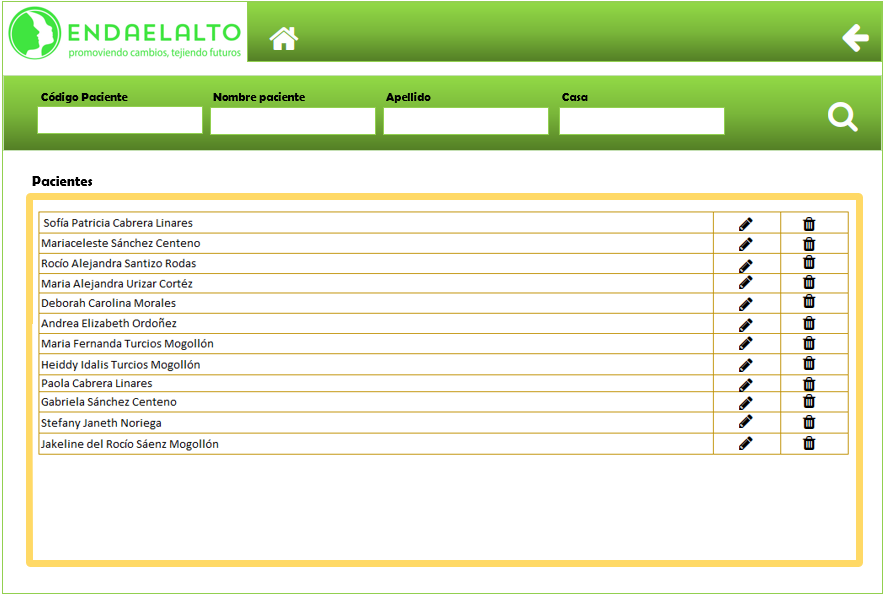 ENDAELALTO
promoviendo cambios, tejiendo futuros
Código Paciente
Nombre paciente
Apellido
Casa
Pacientes
Sofía Patricia Cabrera Linares
Mariaceleste Sánchez Centeno
Rocío Alejandra Santizo Rodas
Maria Alejandra Urizar Cortéz
Deborah Carolina Morales
Andrea Elizabeth Ordoñez
Maria Fernanda Turcios Mogollón
Heiddy Idalis Turcios Mogollón
Paola Cabrera Linares
Gabriela Sánchez Centeno
Stefany Janeth Noriega
Jakeline del Rocío Sáenz Mogollón